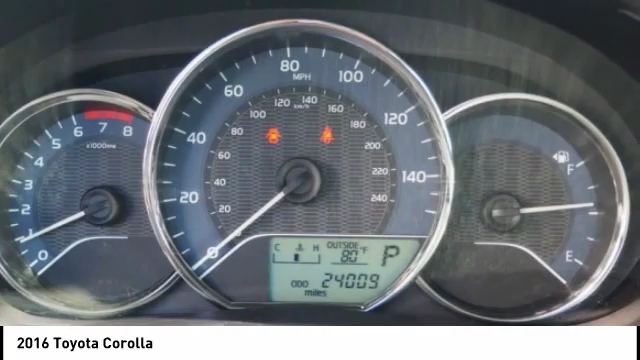 80
MPH
60 100
120 140
km/h
100 160
6 7 8
5 x1000rpm
40 80 180 120
4
60 200
3
20 40 220 140
2
20 240
1
0 0
C H OUTSIDE
80°F P
ODO 24009
miles
F
E
2016 Toyota Corolla